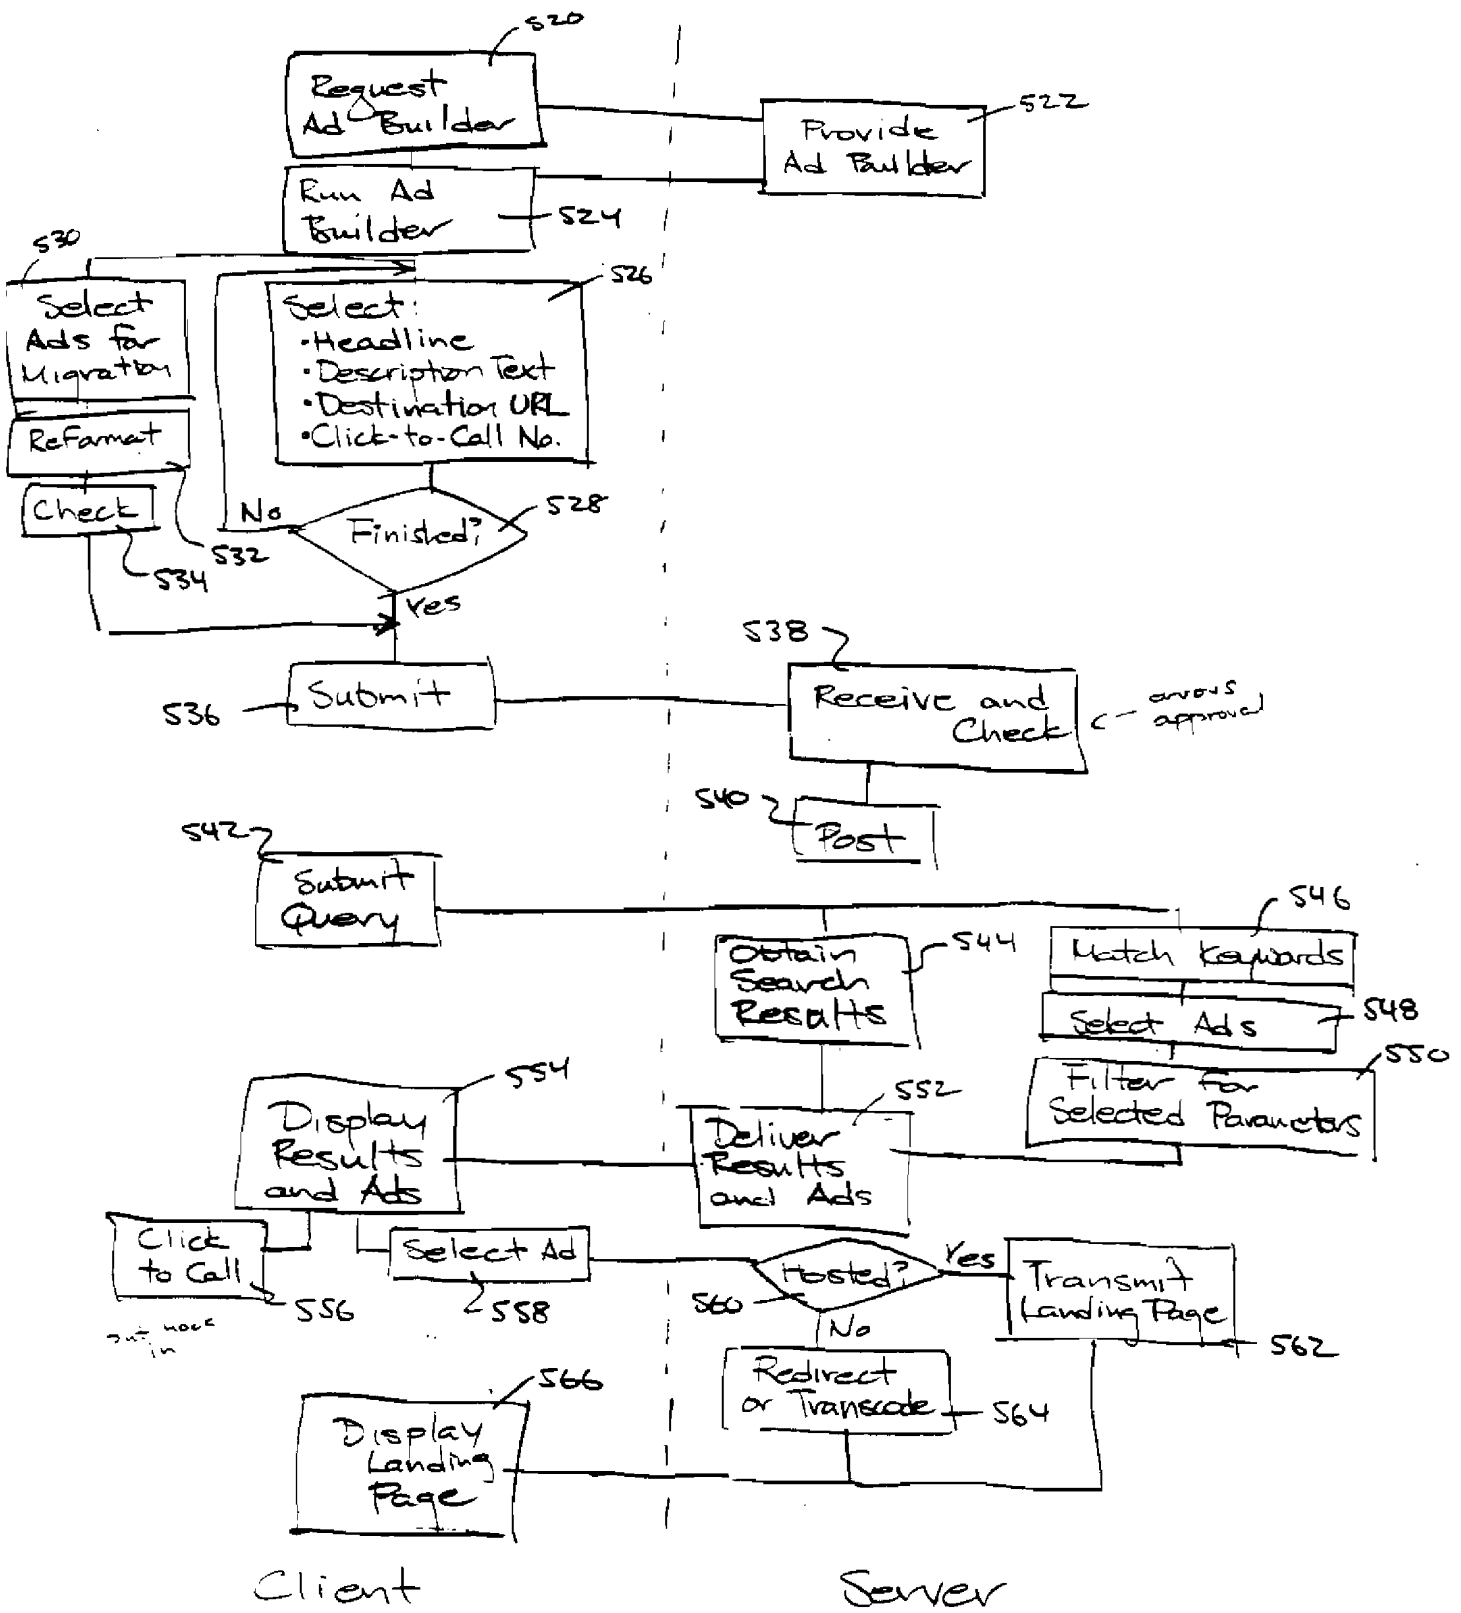 520
Request
Ad Builder
522
Provide
Ad Builder
Run Ad
Builder
524
530
Select
Ads for
Migration
526
Select:
•Headline
•Description Text
•Destination URL
•Click-to-Call No.
Reformat
532
Check
534
No
Finished?
528
Yes
538
Submit
536
Receive and
Check
errors
approval
540
Post
542
Submit
Query
546
Match Keywords
544
Obtain
Search
Results
Select Ads
548
550
Filter for
Selected Parameters
554
Display
Results
and Ads
552
Deliver
Results
and Ads
Click
to Call
556
in
Select Ad
558
Hosted?
560
Yes
No
Transmit
Landing Page
562
Redirect
or Transcode
564
566
Display
Landing
Page
Client
Server